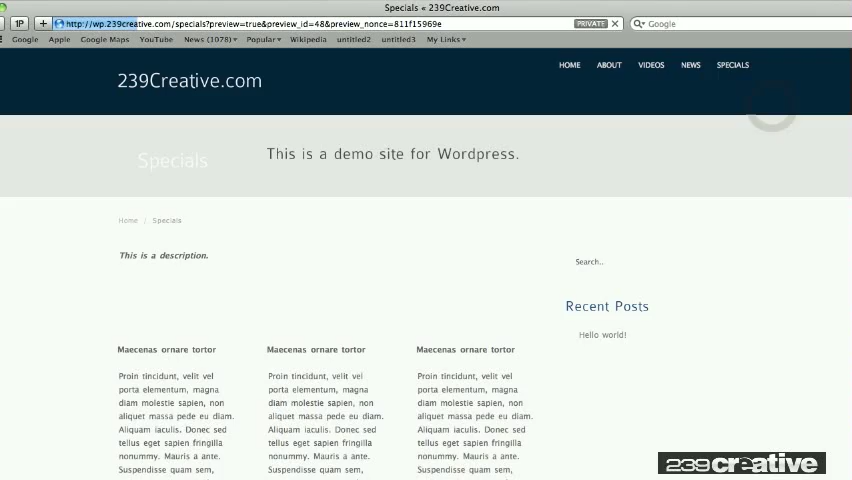 Specials « 239Creative.com
1P + http://wp.239creative.com/specials?preview=true&preview_id=48&preview_nonce=811f15969e PRIVATE Google
Google Apple Google Maps YouTube News (1078) Popular Wikipedia untitled2 untitled3 My Links
239Creative.com
HOME ABOUT VIDEOS NEWS SPECIALS
Specials
This is a demo site for Wordpress.
Home / Specials
This is a description.
Search...
Recent Posts
Hello world!
Maecenas ornare tortor
Proin tincidunt, velit vel
porta elementum, magna
diam molestie sapien, non
aliquet massa pede eu diam.
Aliquam iaculis. Donec sed
tellus eget sapien fringilla
nonummy. Mauris a ante.
Suspendisse quam sem,
Maecenas ornare tortor
Proin tincidunt, velit vel
porta elementum, magna
diam molestie sapien, non
aliquet massa pede eu diam.
Aliquam iaculis. Donec sed
tellus eget sapien fringilla
nonummy. Mauris a ante.
Suspendisse quam sem,
Maecenas ornare tortor
Proin tincidunt, velit vel
porta elementum, magna
diam molestie sapien, non
aliquet massa pede eu diam.
Aliquam iaculis. Donec sed
tellus eget sapien fringilla
nonummy. Mauris a ante.
Suspendisse quam sem,
239creative